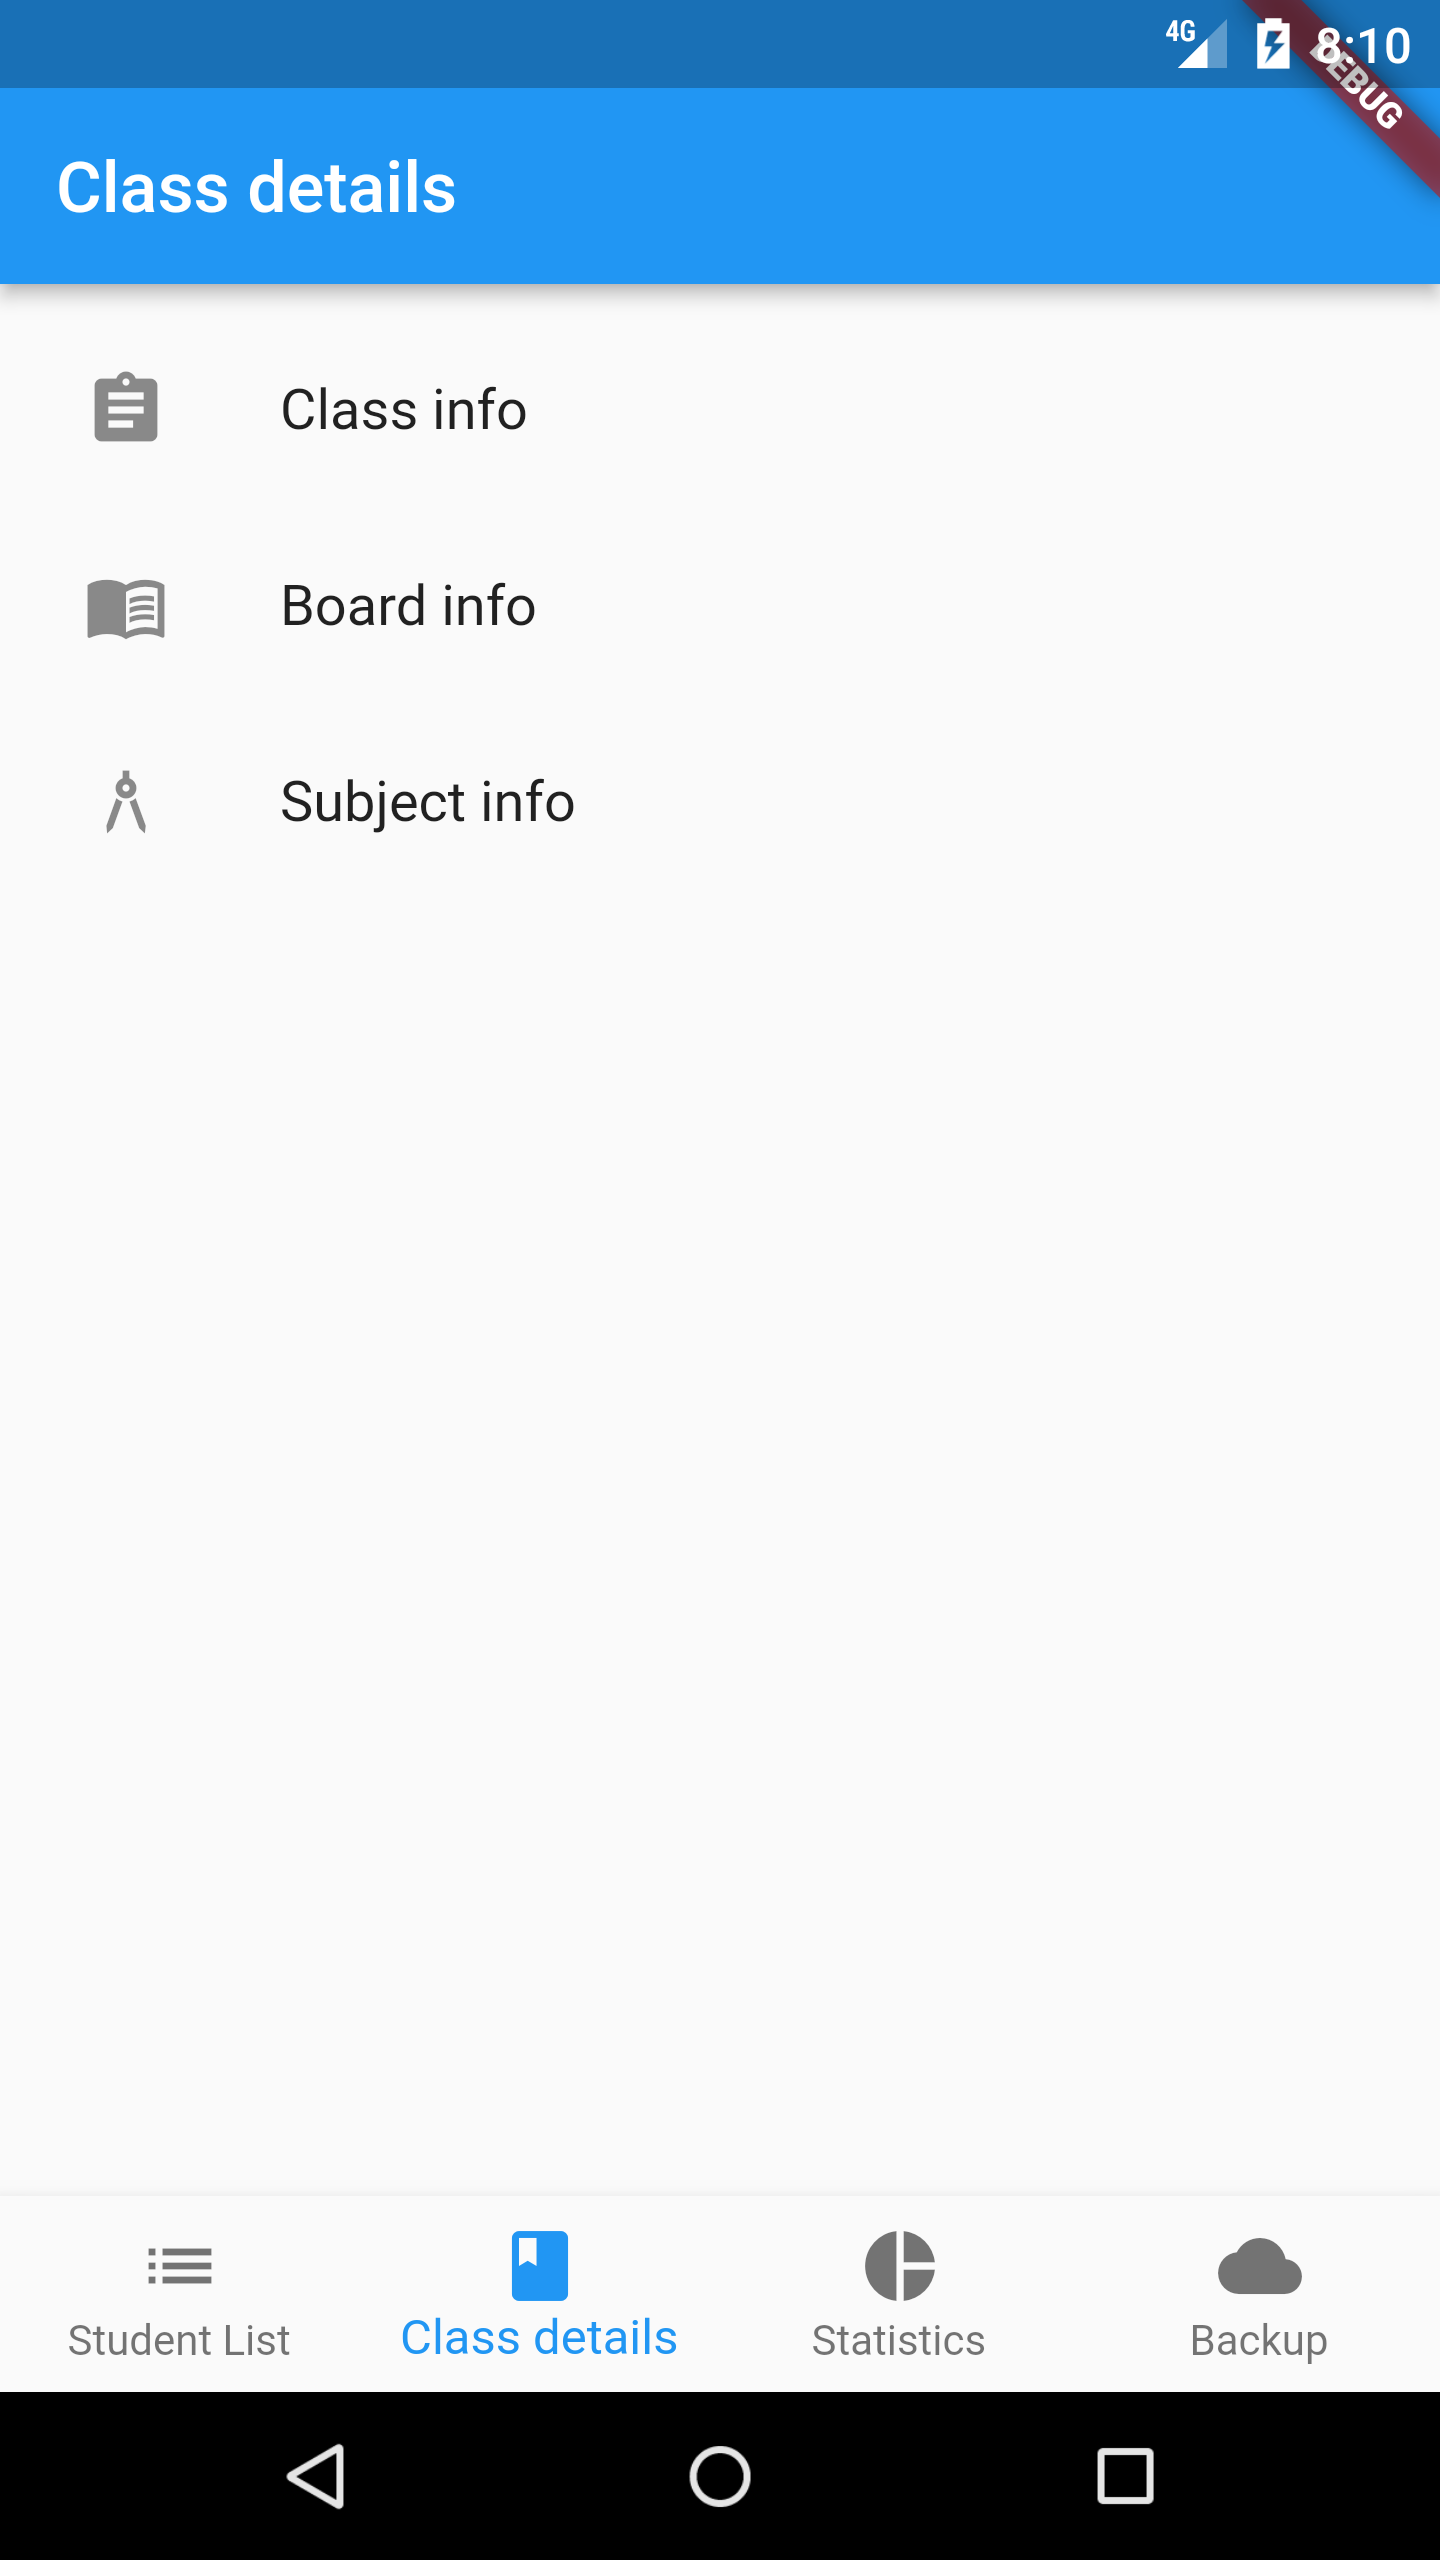 4G 8:10
DEBUG
Class details
Class info
Board info
Subject info
Student List Class details Statistics Backup